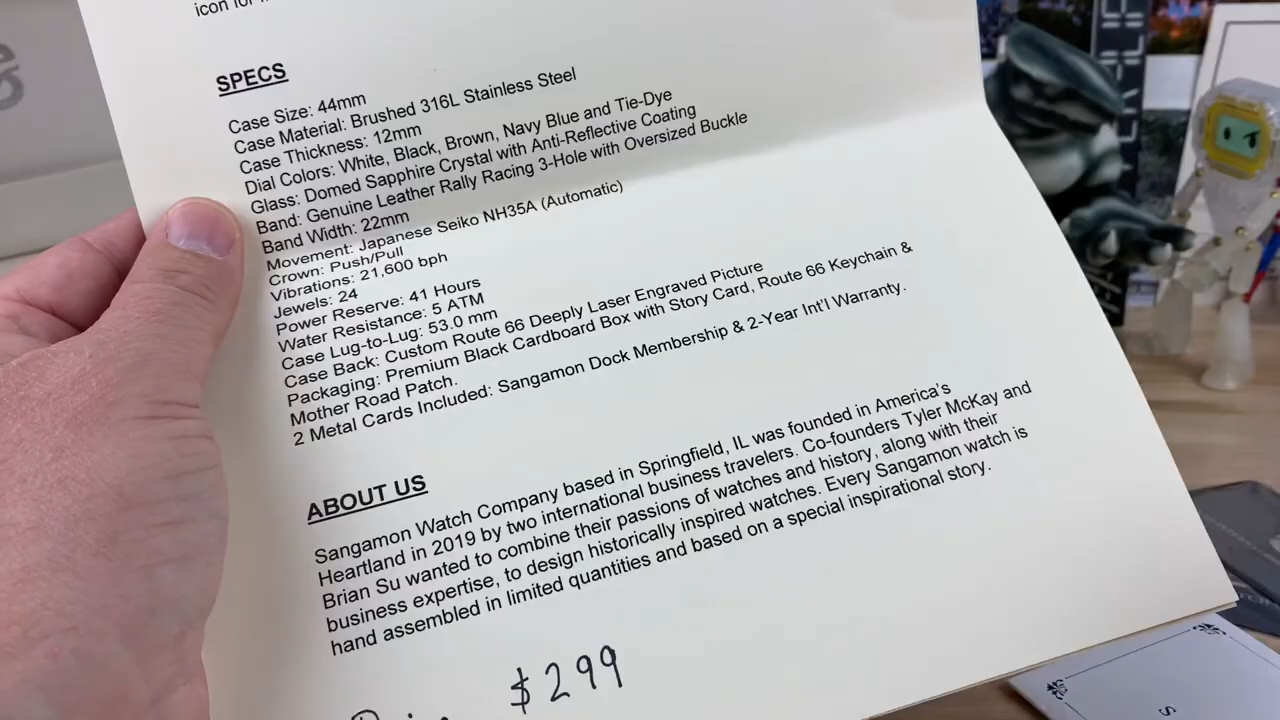 icon for
SPECS
Case Size: 44mm
Case Material: Brushed 316L Stainless Steel
Case Thickness: 12mm
Dial Colors: White, Black, Brown, Navy Blue and Tie-Dye
Glass: Domed Sapphire Crystal with Anti-Reflective Coating
Band: Genuine Leather Rally Racing 3-Hole with Oversized Buckle
Band Width: 22mm
Movement: Japanese Seiko NH35A (Automatic)
Crown: Push/Pull
Vibrations: 21,600 bph
Jewels: 24
Power Reserve: 41 Hours
Water Resistance: 5 ATM
Case Lug-to-Lug: 53.0 mm
Case Back: Custom Route 66 Deeply Laser Engraved Picture
Packaging: Premium Black Cardboard Box with Story Card, Route 66 Keychain &
Mother Road Patch.
2 Metal Cards Included: Sangamon Dock Membership & 2-Year Int'l Warranty.
ABOUT US
Sangamon Watch Company based in Springfield, IL was founded in America's
Heartland in 2019 by two international business travelers. Co-founders Tyler McKay and
Brian Su wanted to combine their passions of watches and history, along with their
business expertise, to design historically inspired watches. Every Sangamon watch is
hand assembled in limited quantities and based on a special inspirational story.
$299